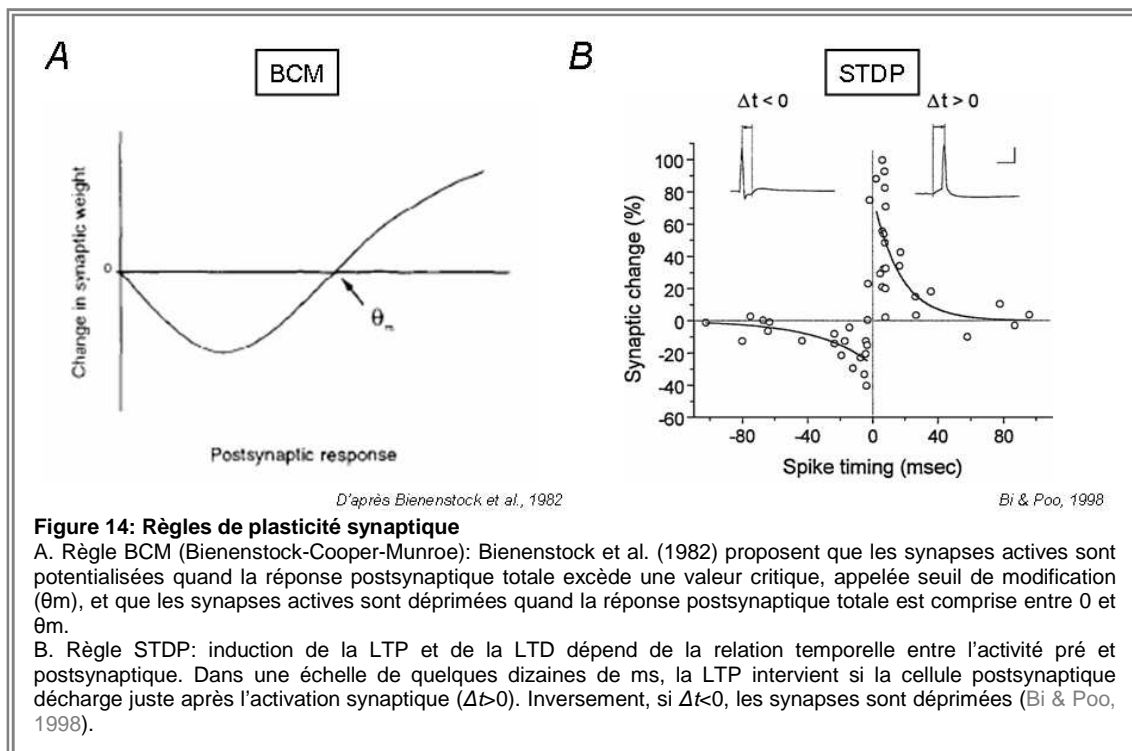 A
BCM
B
STDP
Δt < 0
Δt > 0
Change in synaptic weight
0
θm
Postsynaptic response
Synaptic change (%)
100
80
60
40
20
0
-20
-40
-60
-80
-40
0
40
80
Spike timing (msec)
D'après Bienenstock et al., 1982
Bi & Poo, 1998
Figure 14: Règles de plasticité synaptique
A. Règle BCM (Bienenstock-Cooper-Munroe): Bienenstock et al. (1982) proposent que les synapses actives sont
potentialisées quand la réponse postsynaptique totale excède une valeur critique, appelée seuil de modification
(θm), et que les synapses actives sont déprimées quand la réponse postsynaptique totale est comprise entre 0 et
θm.
B. Règle STDP: induction de la LTP et de la LTD dépend de la relation temporelle entre l'activité pré et
postsynaptique. Dans une échelle de quelques dizaines de ms, la LTP intervient si la cellule postsynaptique
décharge juste après l'activation synaptique (Δt>0). Inversement, si Δt<0, les synapses sont déprimées (Bi & Poo,
1998).